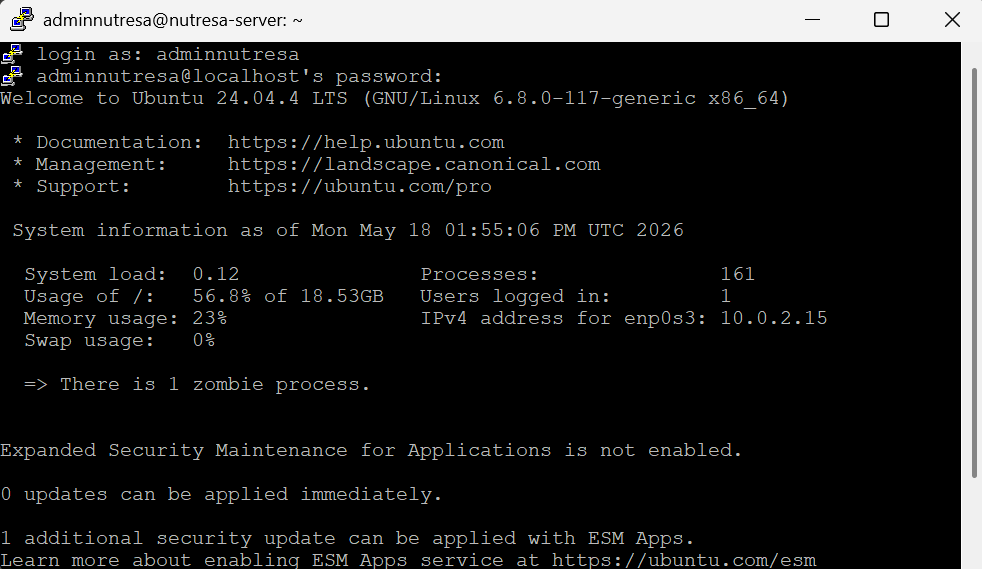 adminnutresa@nutresa-server: ~
login as: adminnutresa
adminnutresa@localhost's password:
Welcome to Ubuntu 24.04.4 LTS (GNU/Linux 6.8.0-117-generic x86_64)
* Documentation:  https://help.ubuntu.com
* Management:     https://landscape.canonical.com
* Support:        https://ubuntu.com/pro
System information as of Mon May 18 01:55:06 PM UTC 2026
System load:  0.12               Processes:               161
Usage of /:   56.8% of 18.53GB   Users logged in:         1
Memory usage: 23%                IPv4 address for enp0s3: 10.0.2.15
Swap usage:   0%
=> There is 1 zombie process.
Expanded Security Maintenance for Applications is not enabled.
0 updates can be applied immediately.
1 additional security update can be applied with ESM Apps.
Learn more about enabling ESM Apps service at https://ubuntu.com/esm